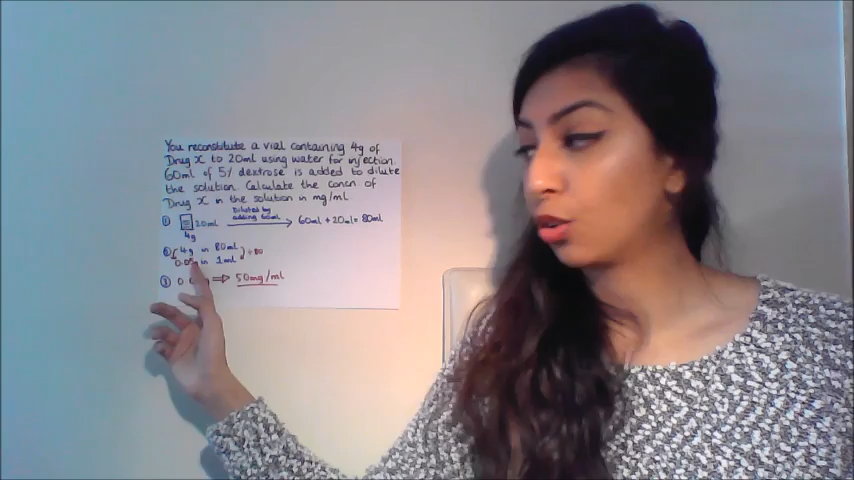 You reconstitute a vial containing 4g of
Drug X to 20ml using water for injection.
60ml of 5% dextrose is added to dilute
the solution. Calculate the concn of
Drug X in the solution in mg/ml
① 20ml Diluted by adding 60ml → 60ml + 20ml = 80ml
4g
② 4g in 80ml ÷80
in 1ml
③ ⇒ 50mg/ml